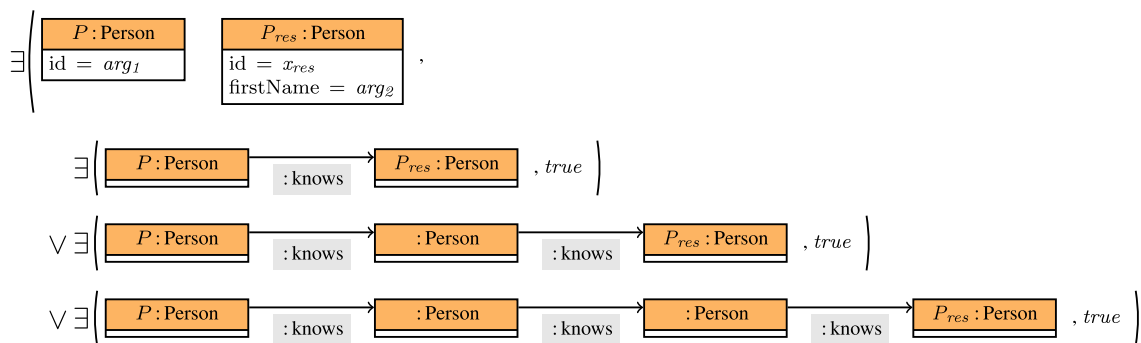 ∃ ( P : Person P_res : Person
id = arg₁ id = x_res ,
firstName = arg₂
∃ ( P : Person P_res : Person , true )
: knows
∨ ∃ ( P : Person : Person P_res : Person , true )
: knows : knows
∨ ∃ ( P : Person : Person : Person P_res : Person , true )
: knows : knows : knows